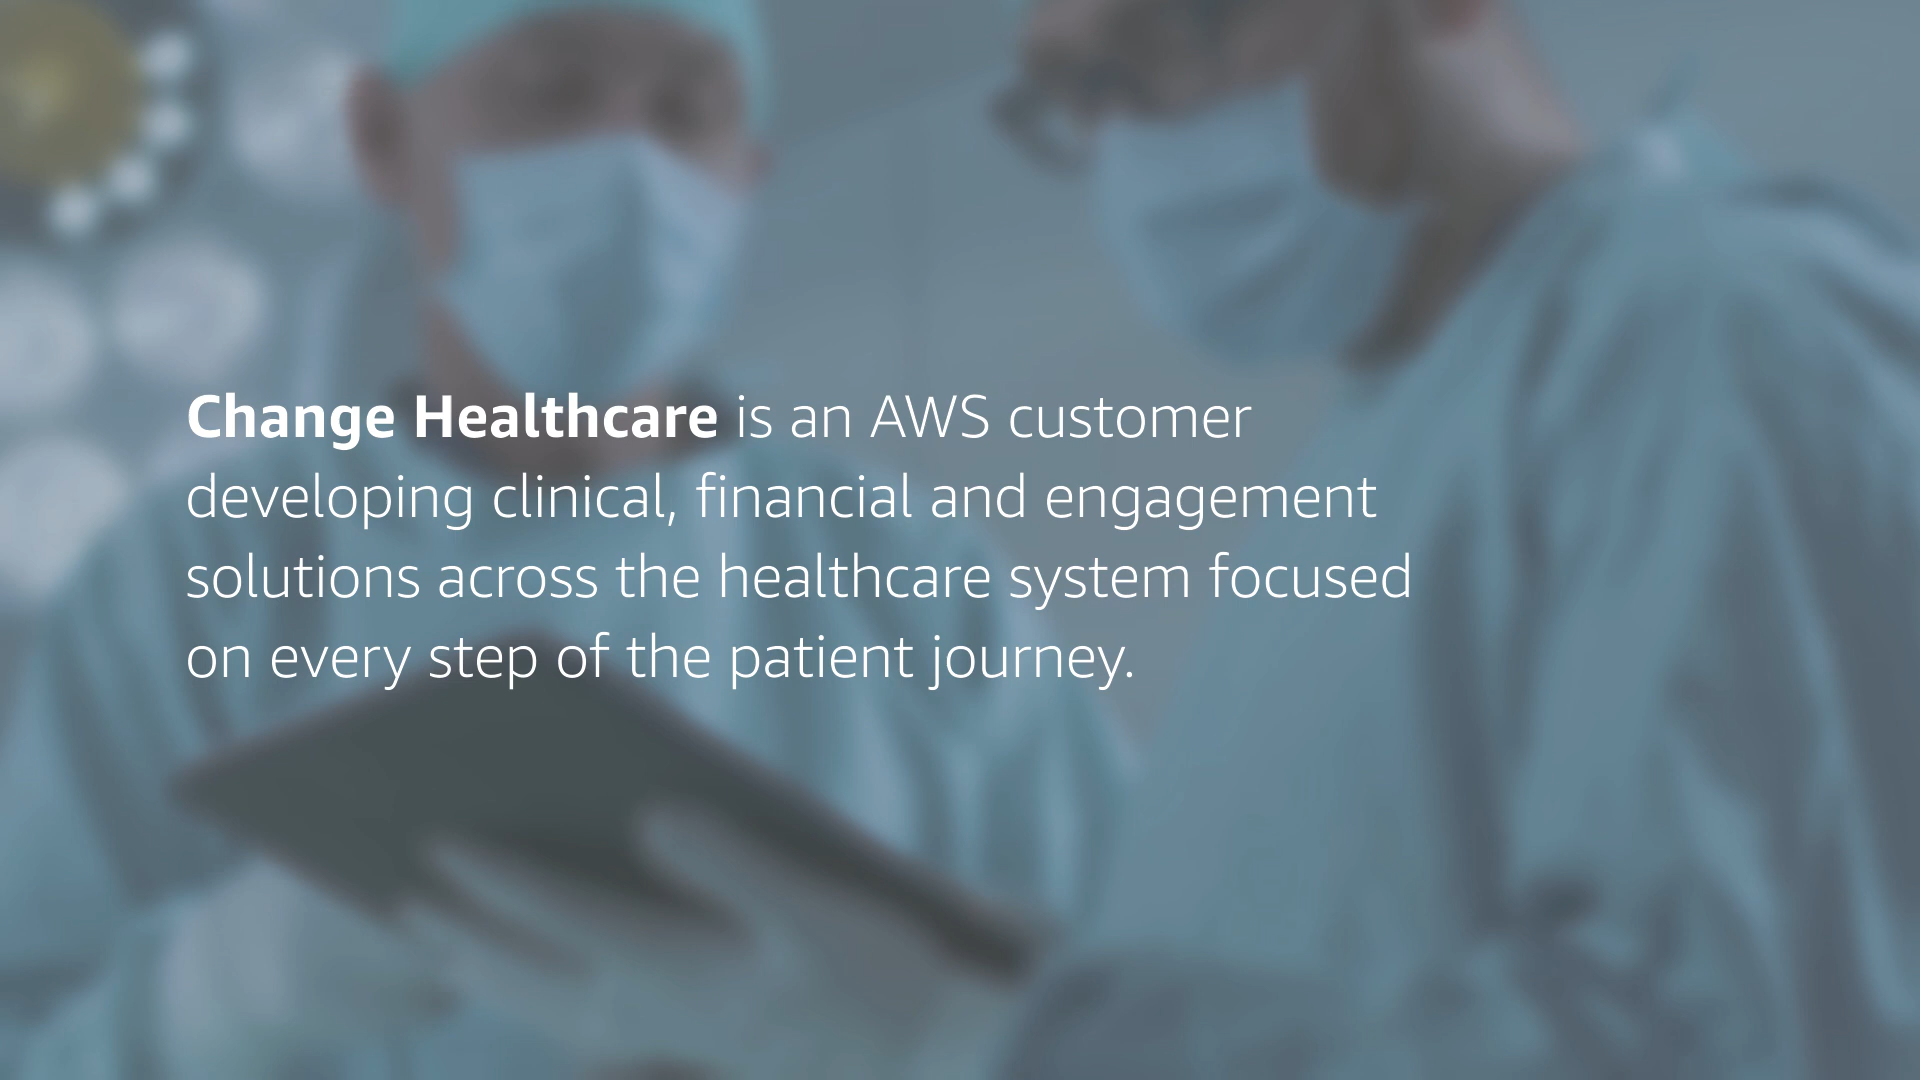 Change Healthcare is an AWS customer
developing clinical, financial and engagement
solutions across the healthcare system focused
on every step of the patient journey.